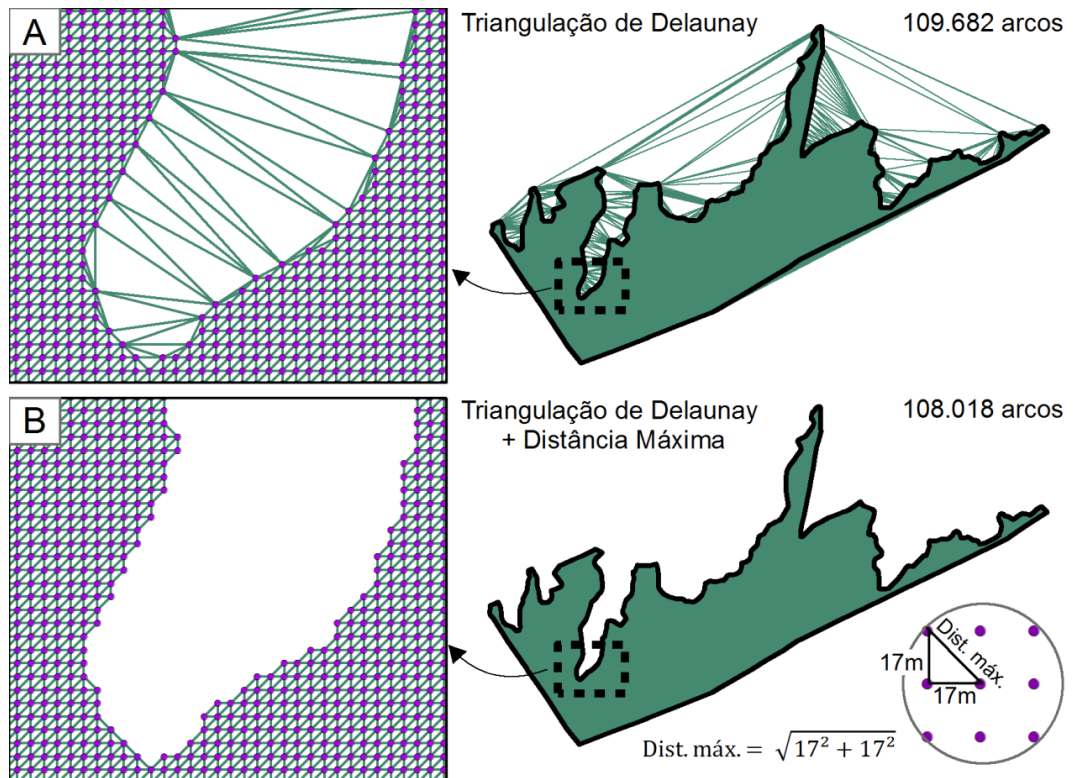 A
Triangulação de Delaunay
109.682 arcos
B
Triangulação de Delaunay
+ Distância Máxima
108.018 arcos
Dist. máx.
17m
17m
Dist. máx. = √17² + 17²